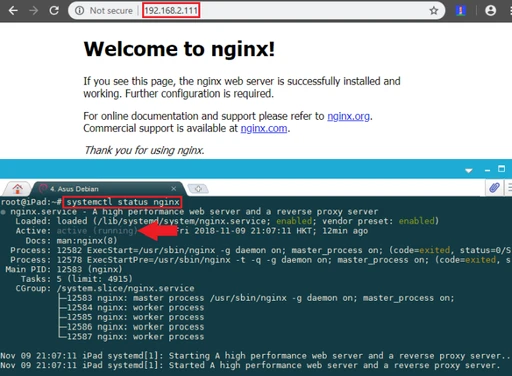 Not secure | 192.168.2.111
Welcome to nginx!
If you see this page, the nginx web server is successfully installed and
working. Further configuration is required.
For online documentation and support please refer to nginx.org.
Commercial support is available at nginx.com.
Thank you for using nginx.
4. Asus Debian
root@iPad:~# systemctl status nginx
● nginx.service - A high performance web server and a reverse proxy server
Loaded: loaded (/lib/systemd/system/nginx.service; enabled; vendor preset: enabled)
Active: active (running) Fri 2018-11-09 21:07:11 HKT; 12min ago
Docs: man:nginx(8)
Process: 12582 ExecStart=/usr/sbin/nginx -g daemon on; master_process on; (code=exited, status=0/S
Process: 12578 ExecStartPre=/usr/sbin/nginx -t -q -g daemon on; master_process on; (code=exited, s
Main PID: 12583 (nginx)
Tasks: 5 (limit: 4915)
CGroup: /system.slice/nginx.service
├─12583 nginx: master process /usr/sbin/nginx -g daemon on; master_process on;
├─12584 nginx: worker process
├─12585 nginx: worker process
├─12586 nginx: worker process
└─12587 nginx: worker process
Nov 09 21:07:11 iPad systemd[1]: Starting A high performance web server and a reverse proxy server..
Nov 09 21:07:11 iPad systemd[1]: Started A high performance web server and a reverse proxy server.